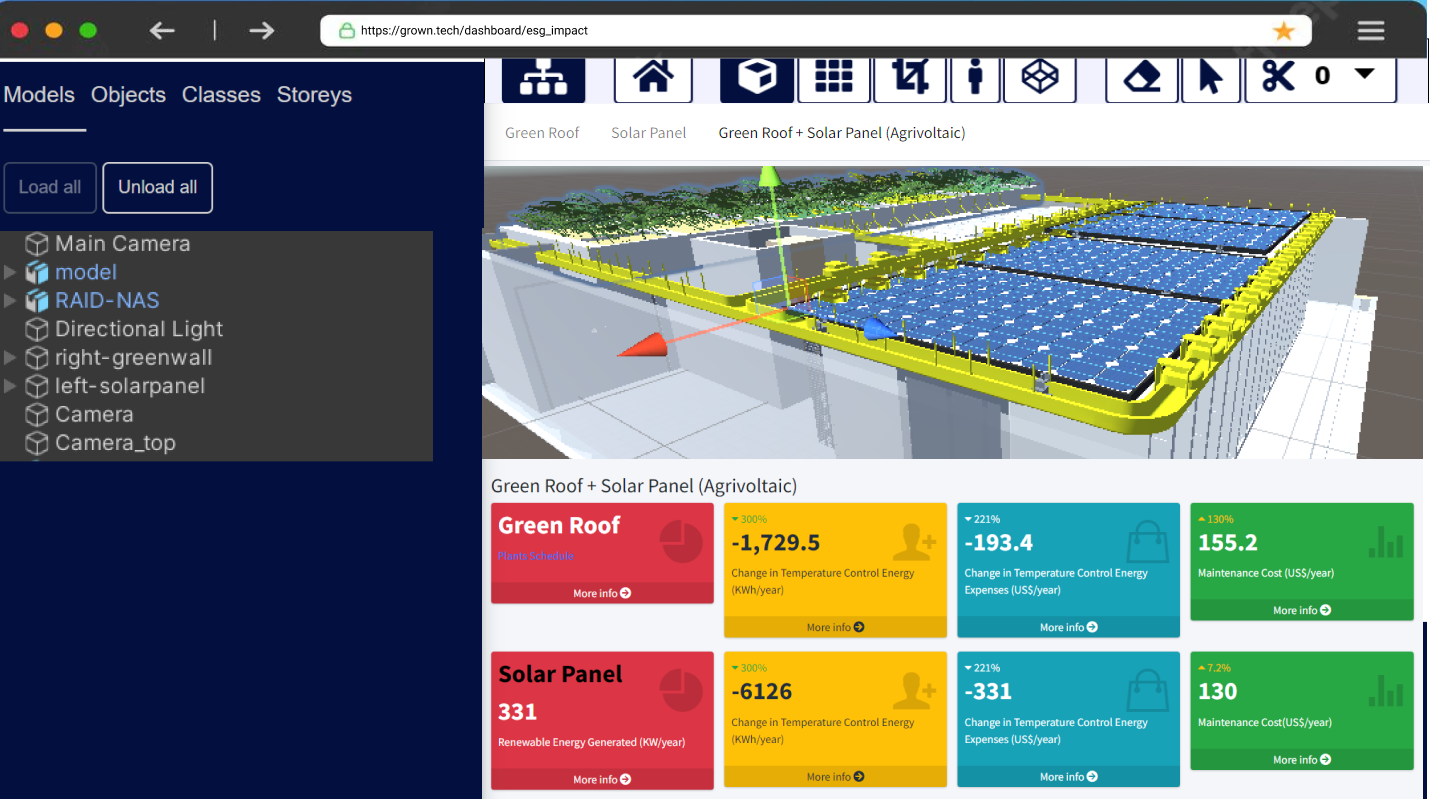 https://grown.tech/dashboard/esg_impact
Models Objects Classes Storeys
Load all Unload all
Main Camera
model
RAID-NAS
Directional Light
right-greenwall
left-solarpanel
Camera
Camera_top
0
Green Roof Solar Panel Green Roof + Solar Panel (Agrivoltaic)
Green Roof + Solar Panel (Agrivoltaic)
Green Roof
Plants Schedule
More info
300%
-1,729.5
Change in Temperature Control Energy
(KWh/year)
More info
221%
-193.4
Change in Temperature Control Energy
Expenses (US$/year)
More info
130%
155.2
Maintenance Cost (US$/year)
More info
Solar Panel
331
Renewable Energy Generated (KW/year)
More info
300%
-6126
Change in Temperature Control Energy
(KWh/year)
More info
221%
-331
Change in Temperature Control Energy
Expenses (US$/year)
More info
7.2%
130
Maintenance Cost(US$/year)
More info